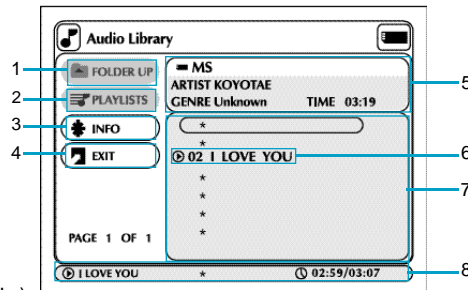 Audio Library
1 FOLDER UP
2 PLAYLISTS
3 INFO
4 EXIT
PAGE 1 OF 1
MS
ARTIST KOYOTAE
GENRE Unknown TIME 03:19
5
*
*
02 I LOVE YOU
6
*
7
*
*
*
I LOVE YOU * 02:59/03:07
8